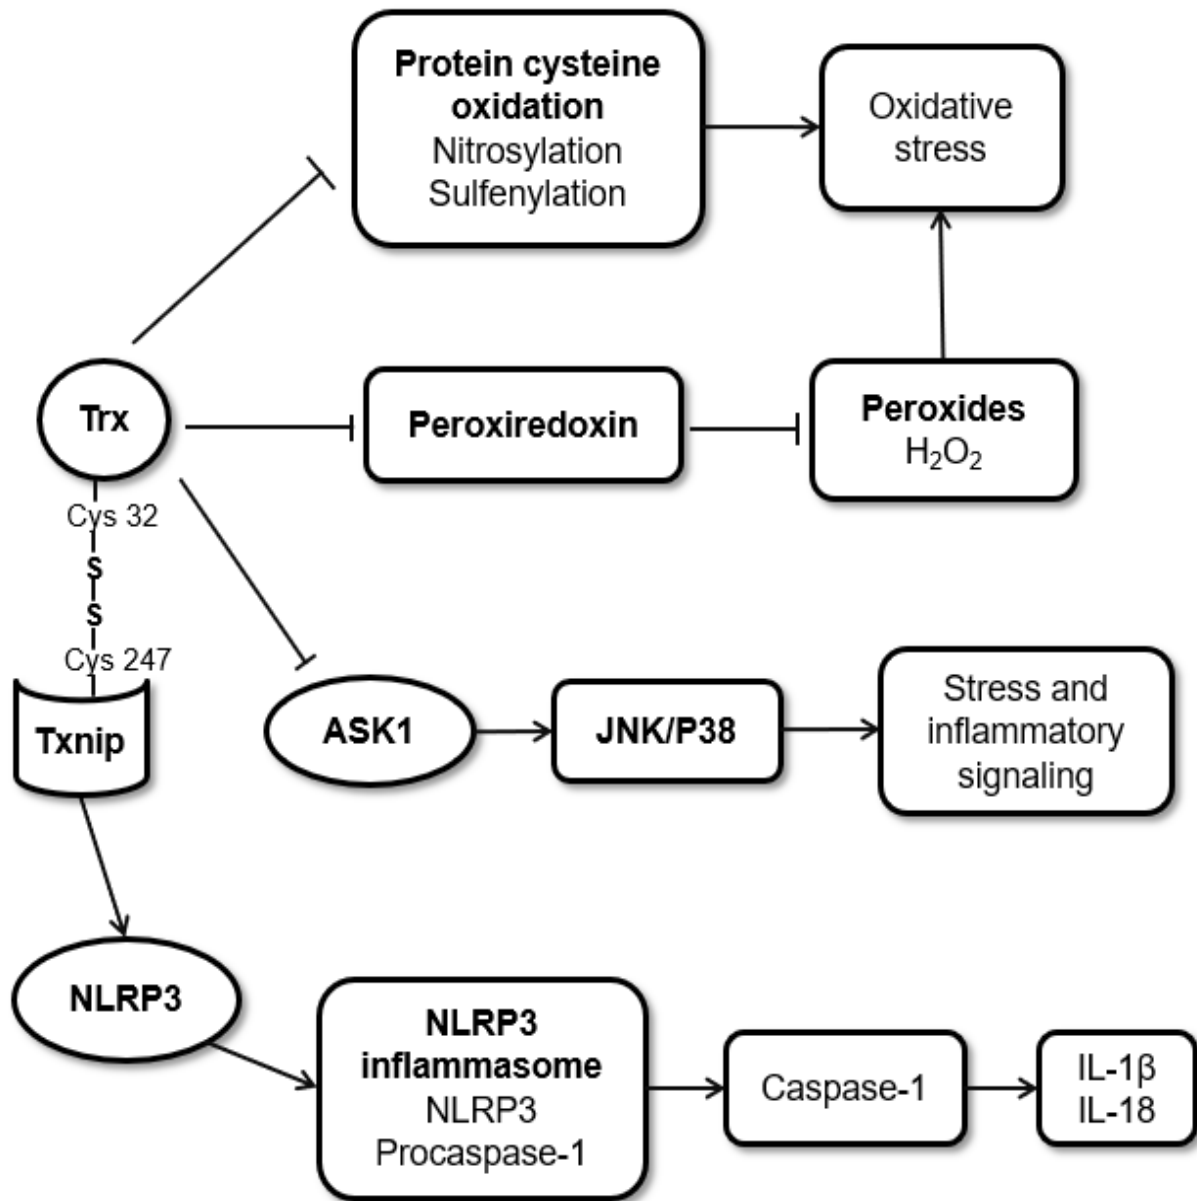 Protein cysteine
oxidation
Nitrosylation
Sulfenylation
Oxidative
stress
Trx
Peroxiredoxin
Peroxides
H₂O₂
Cys 32
S
S
Cys 247
Txnip
ASK1
JNK/P38
Stress and
inflammatory
signaling
NLRP3
NLRP3
inflammasome
NLRP3
Procaspase-1
Caspase-1
IL-1β
IL-18